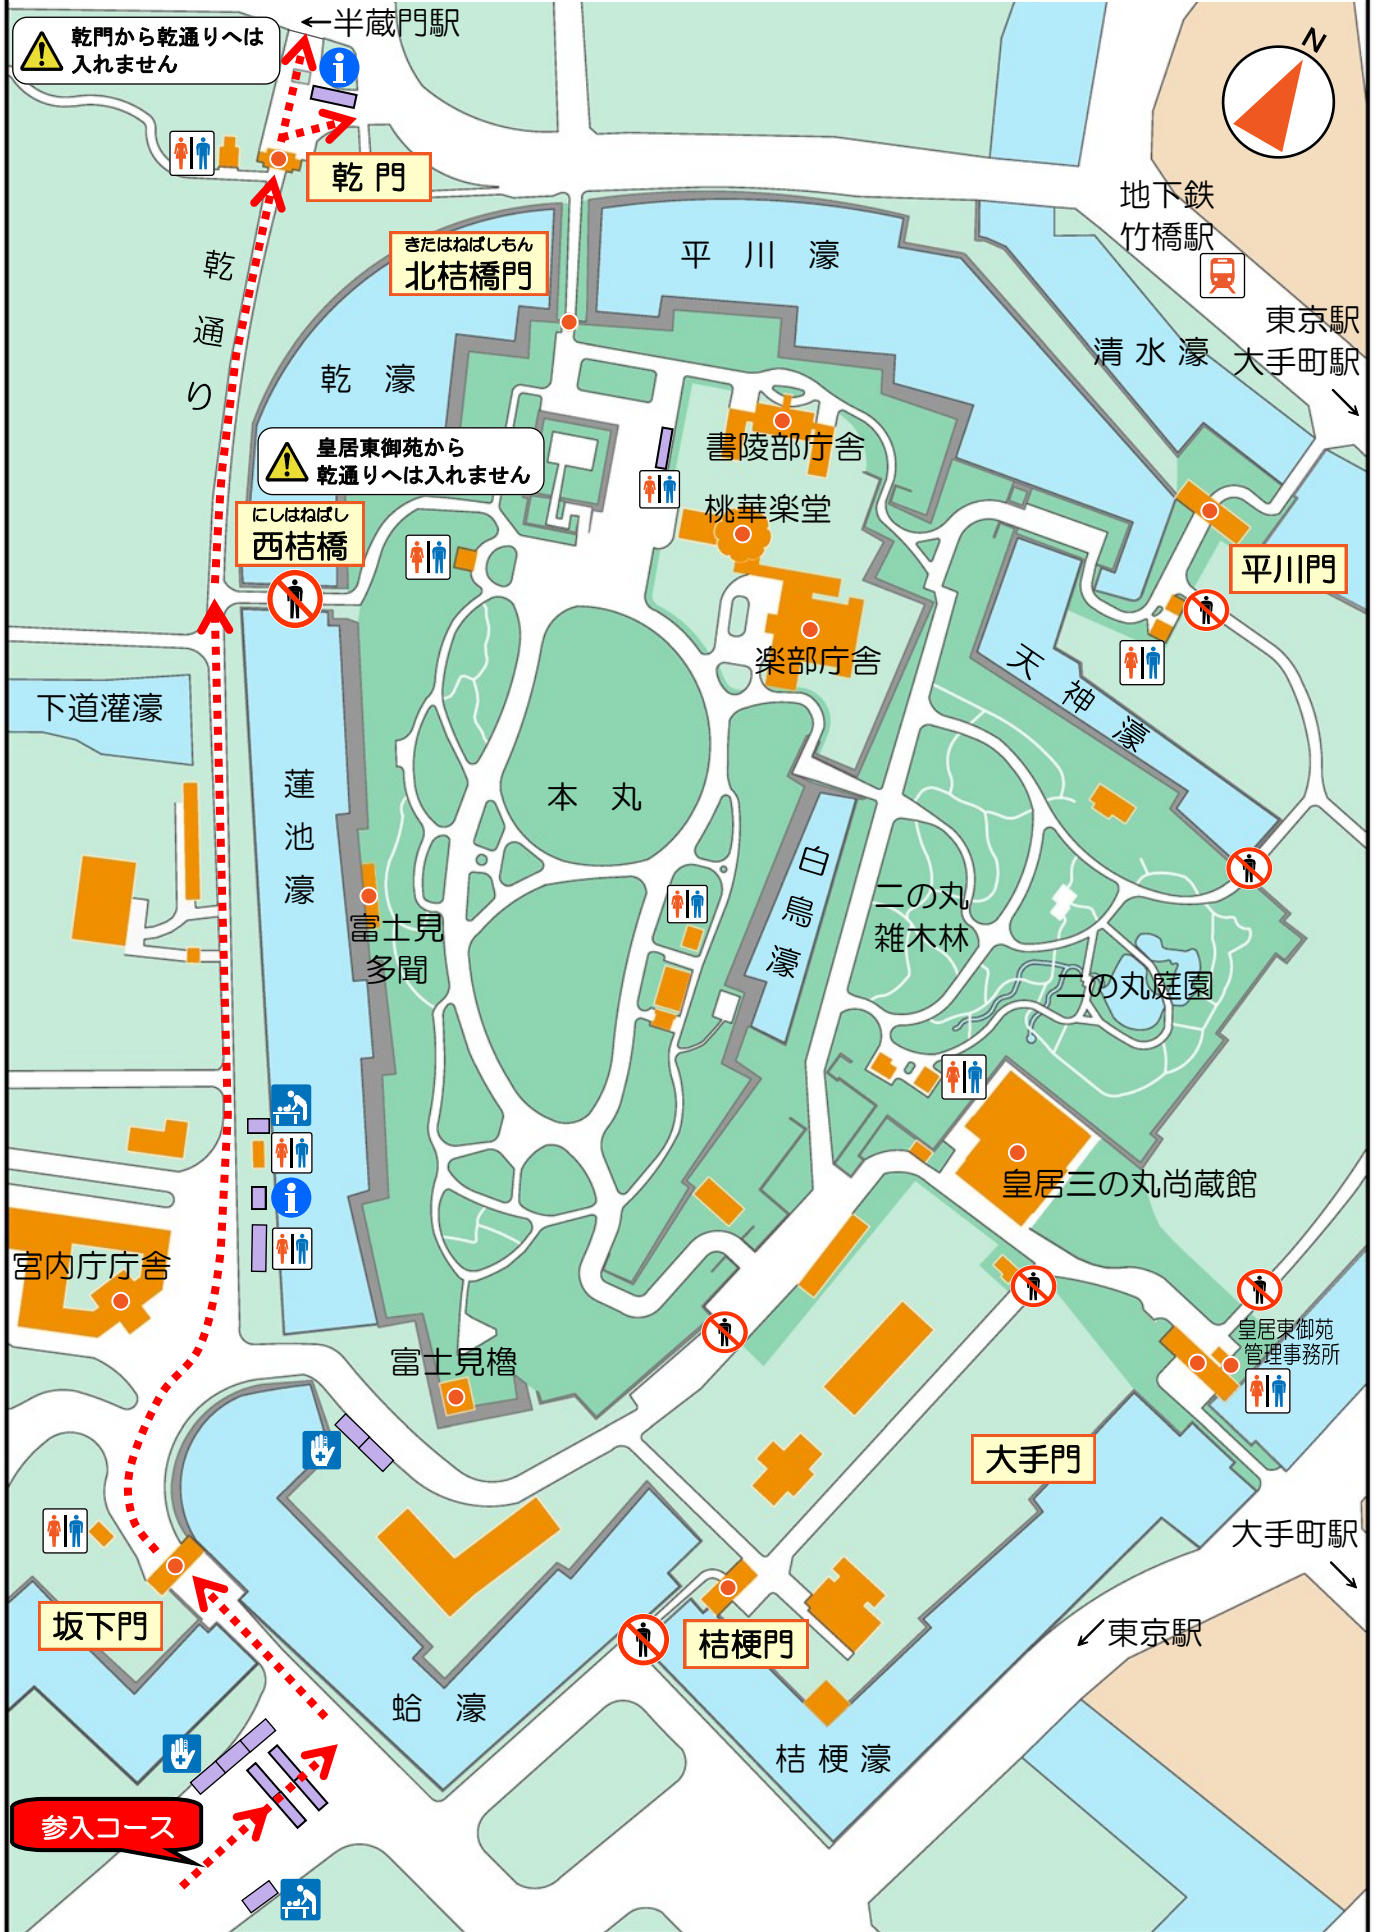 ←半蔵門駅
乾門から乾通りへは
入れません
N
乾門
地下鉄
竹橋駅
きたはねばしもん
北桔橋門
平川濠
乾通り
東京駅
大手町駅
清水濠
乾濠
皇居東御苑から
乾通りへは入れません
書陵部庁舎
にしはねばし
西桔橋
桃華楽堂
平川門
楽部庁舎
天神濠
下道灌濠
蓮池濠
本丸
白鳥濠
二の丸
雑木林
富士見
多聞
二の丸庭園
皇居三の丸尚蔵館
宮内庁庁舎
皇居東御苑
管理事務所
富士見櫓
大手門
大手町駅
坂下門
桔梗門
東京駅
蛤濠
桔梗濠
参入コース